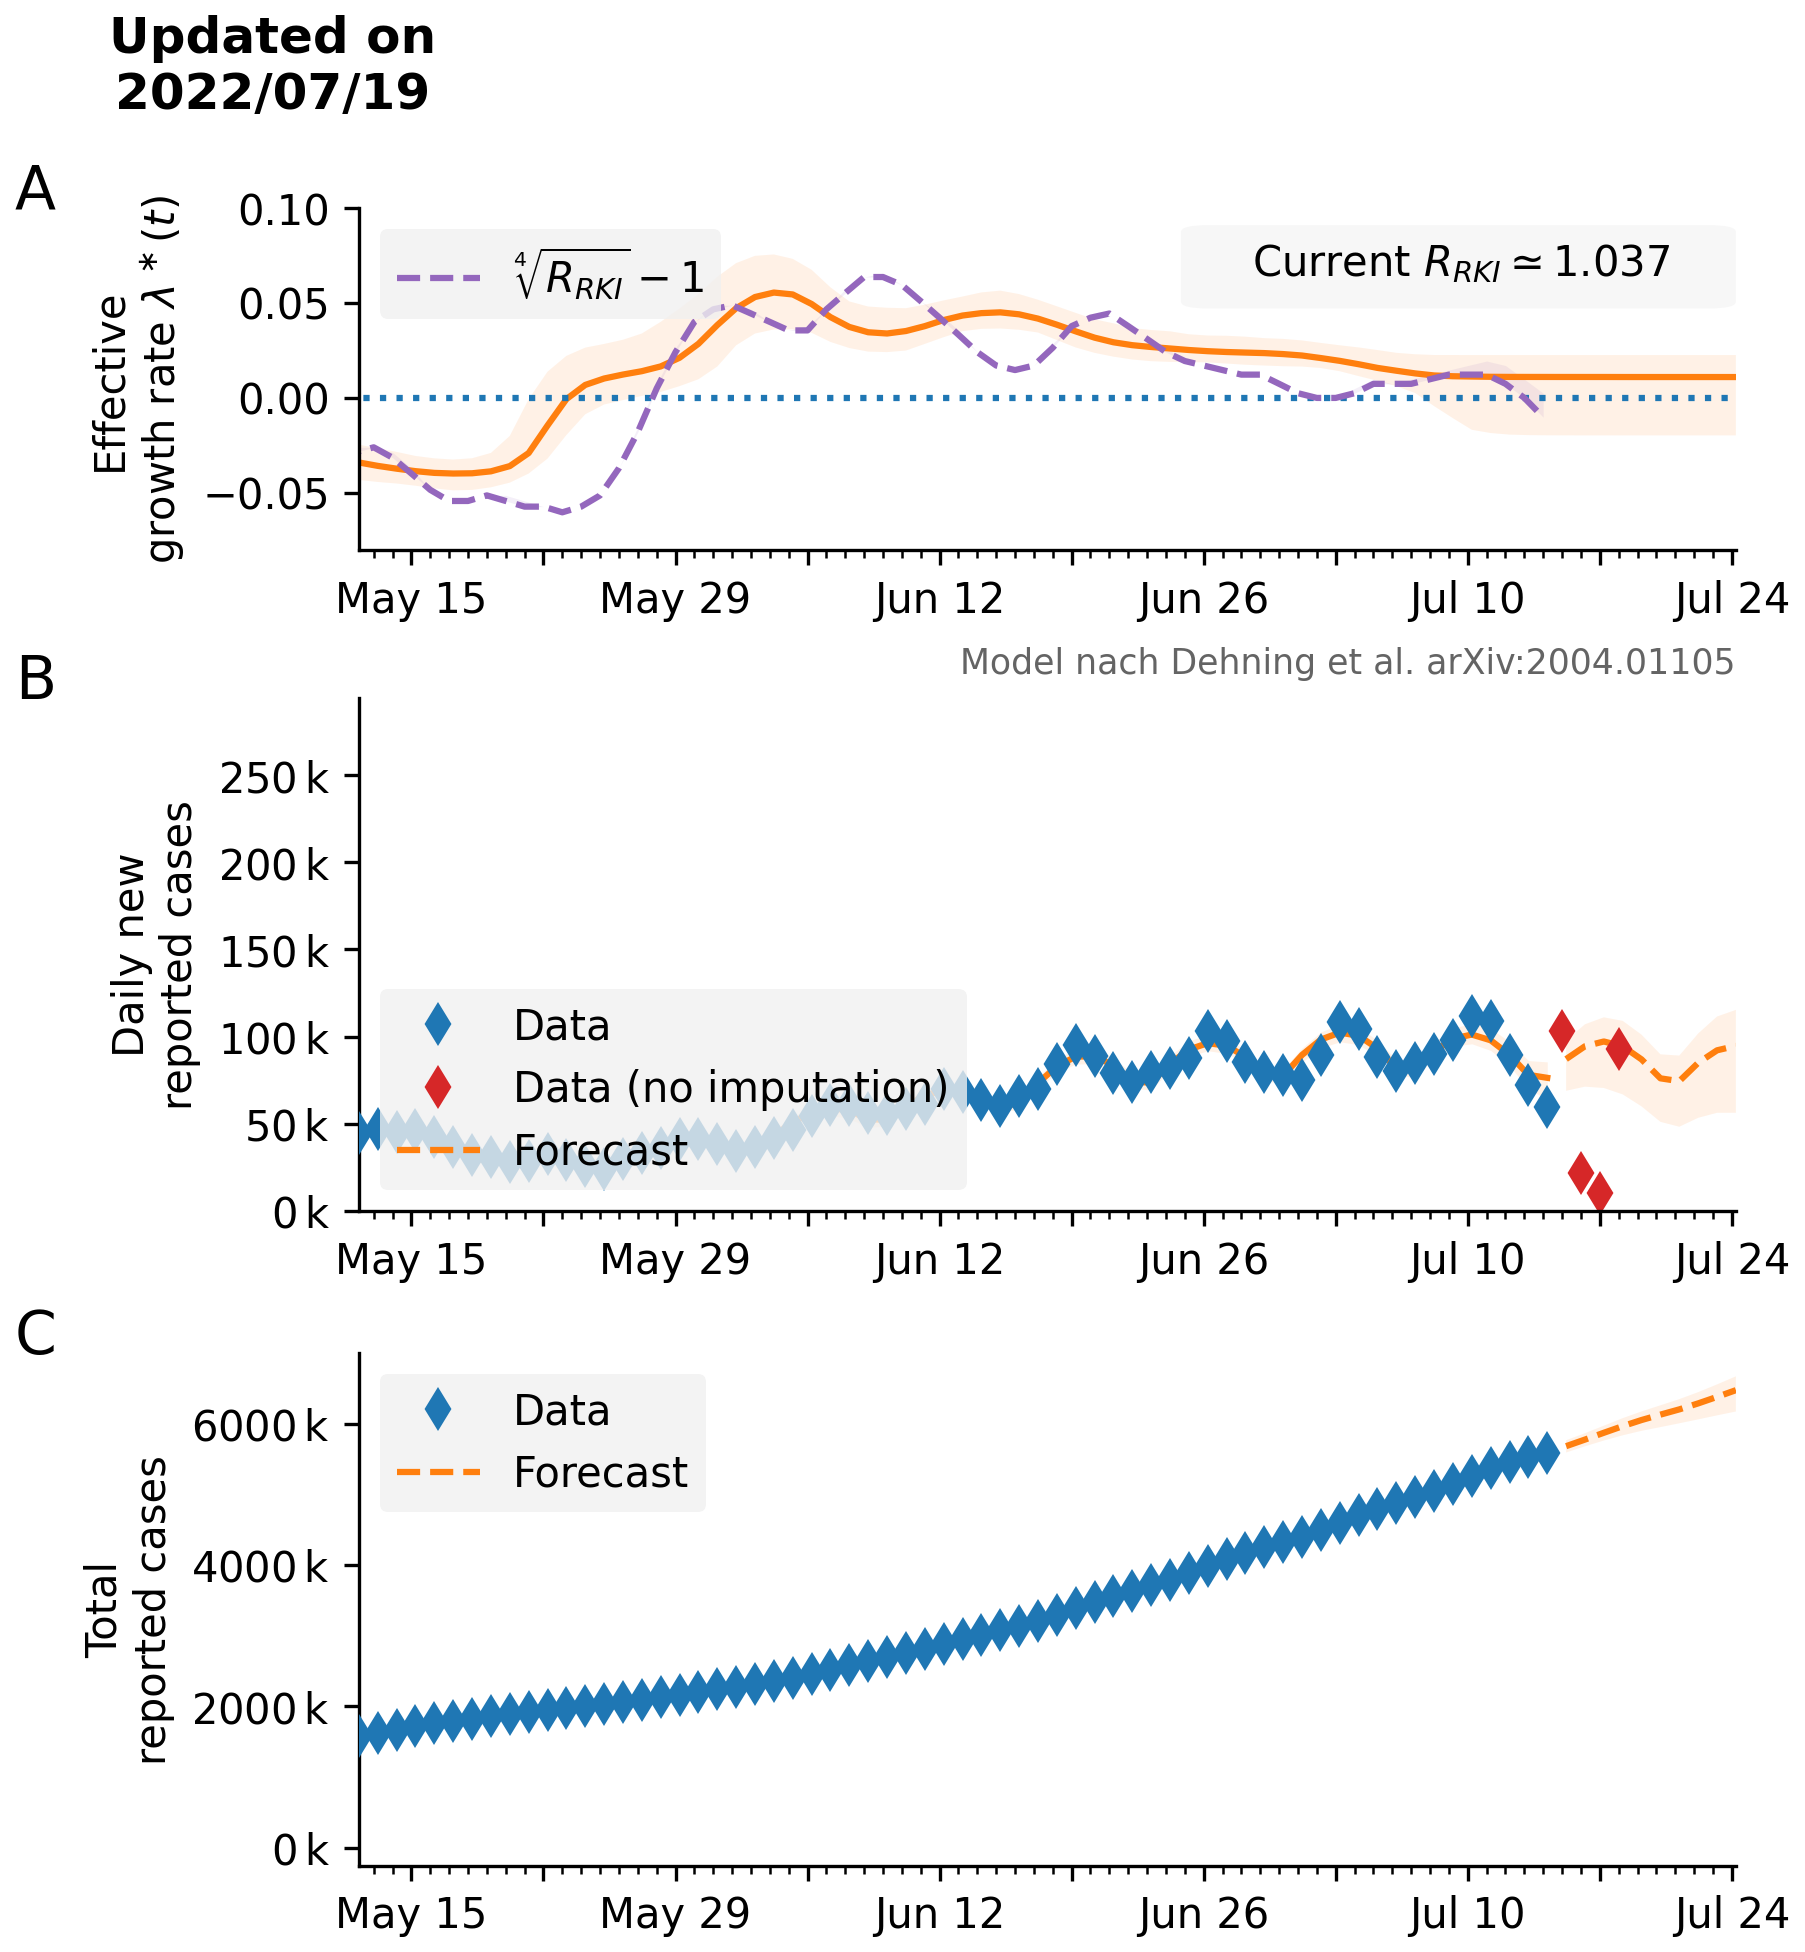 Updated on
2022/07/19
A
Effective
growth rate λ * (t)
0.10
0.05
0.00
−0.05
∜R_RKI − 1
Current R_RKI ≃ 1.037
May 15
May 29
Jun 12
Jun 26
Jul 10
Jul 24
Model nach Dehning et al. arXiv:2004.01105
B
Daily new
reported cases
250 k
200 k
150 k
100 k
50 k
0 k
Data
Data (no imputation)
Forecast
May 15
May 29
Jun 12
Jun 26
Jul 10
Jul 24
C
Total
reported cases
6000 k
4000 k
2000 k
0 k
Data
Forecast
May 15
May 29
Jun 12
Jun 26
Jul 10
Jul 24